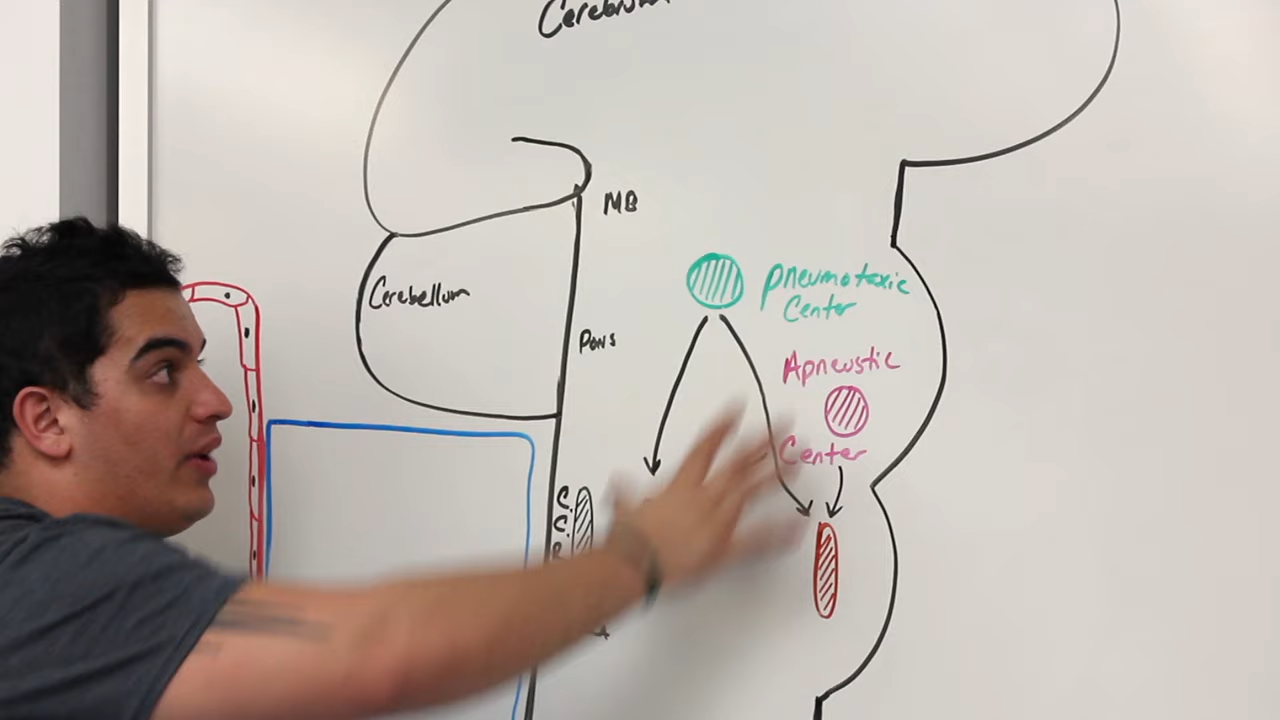 Cerebrum
MB
Cerebellum
Pneumotaxic
Center
Pons
Apneustic
Center
C.
C.
R